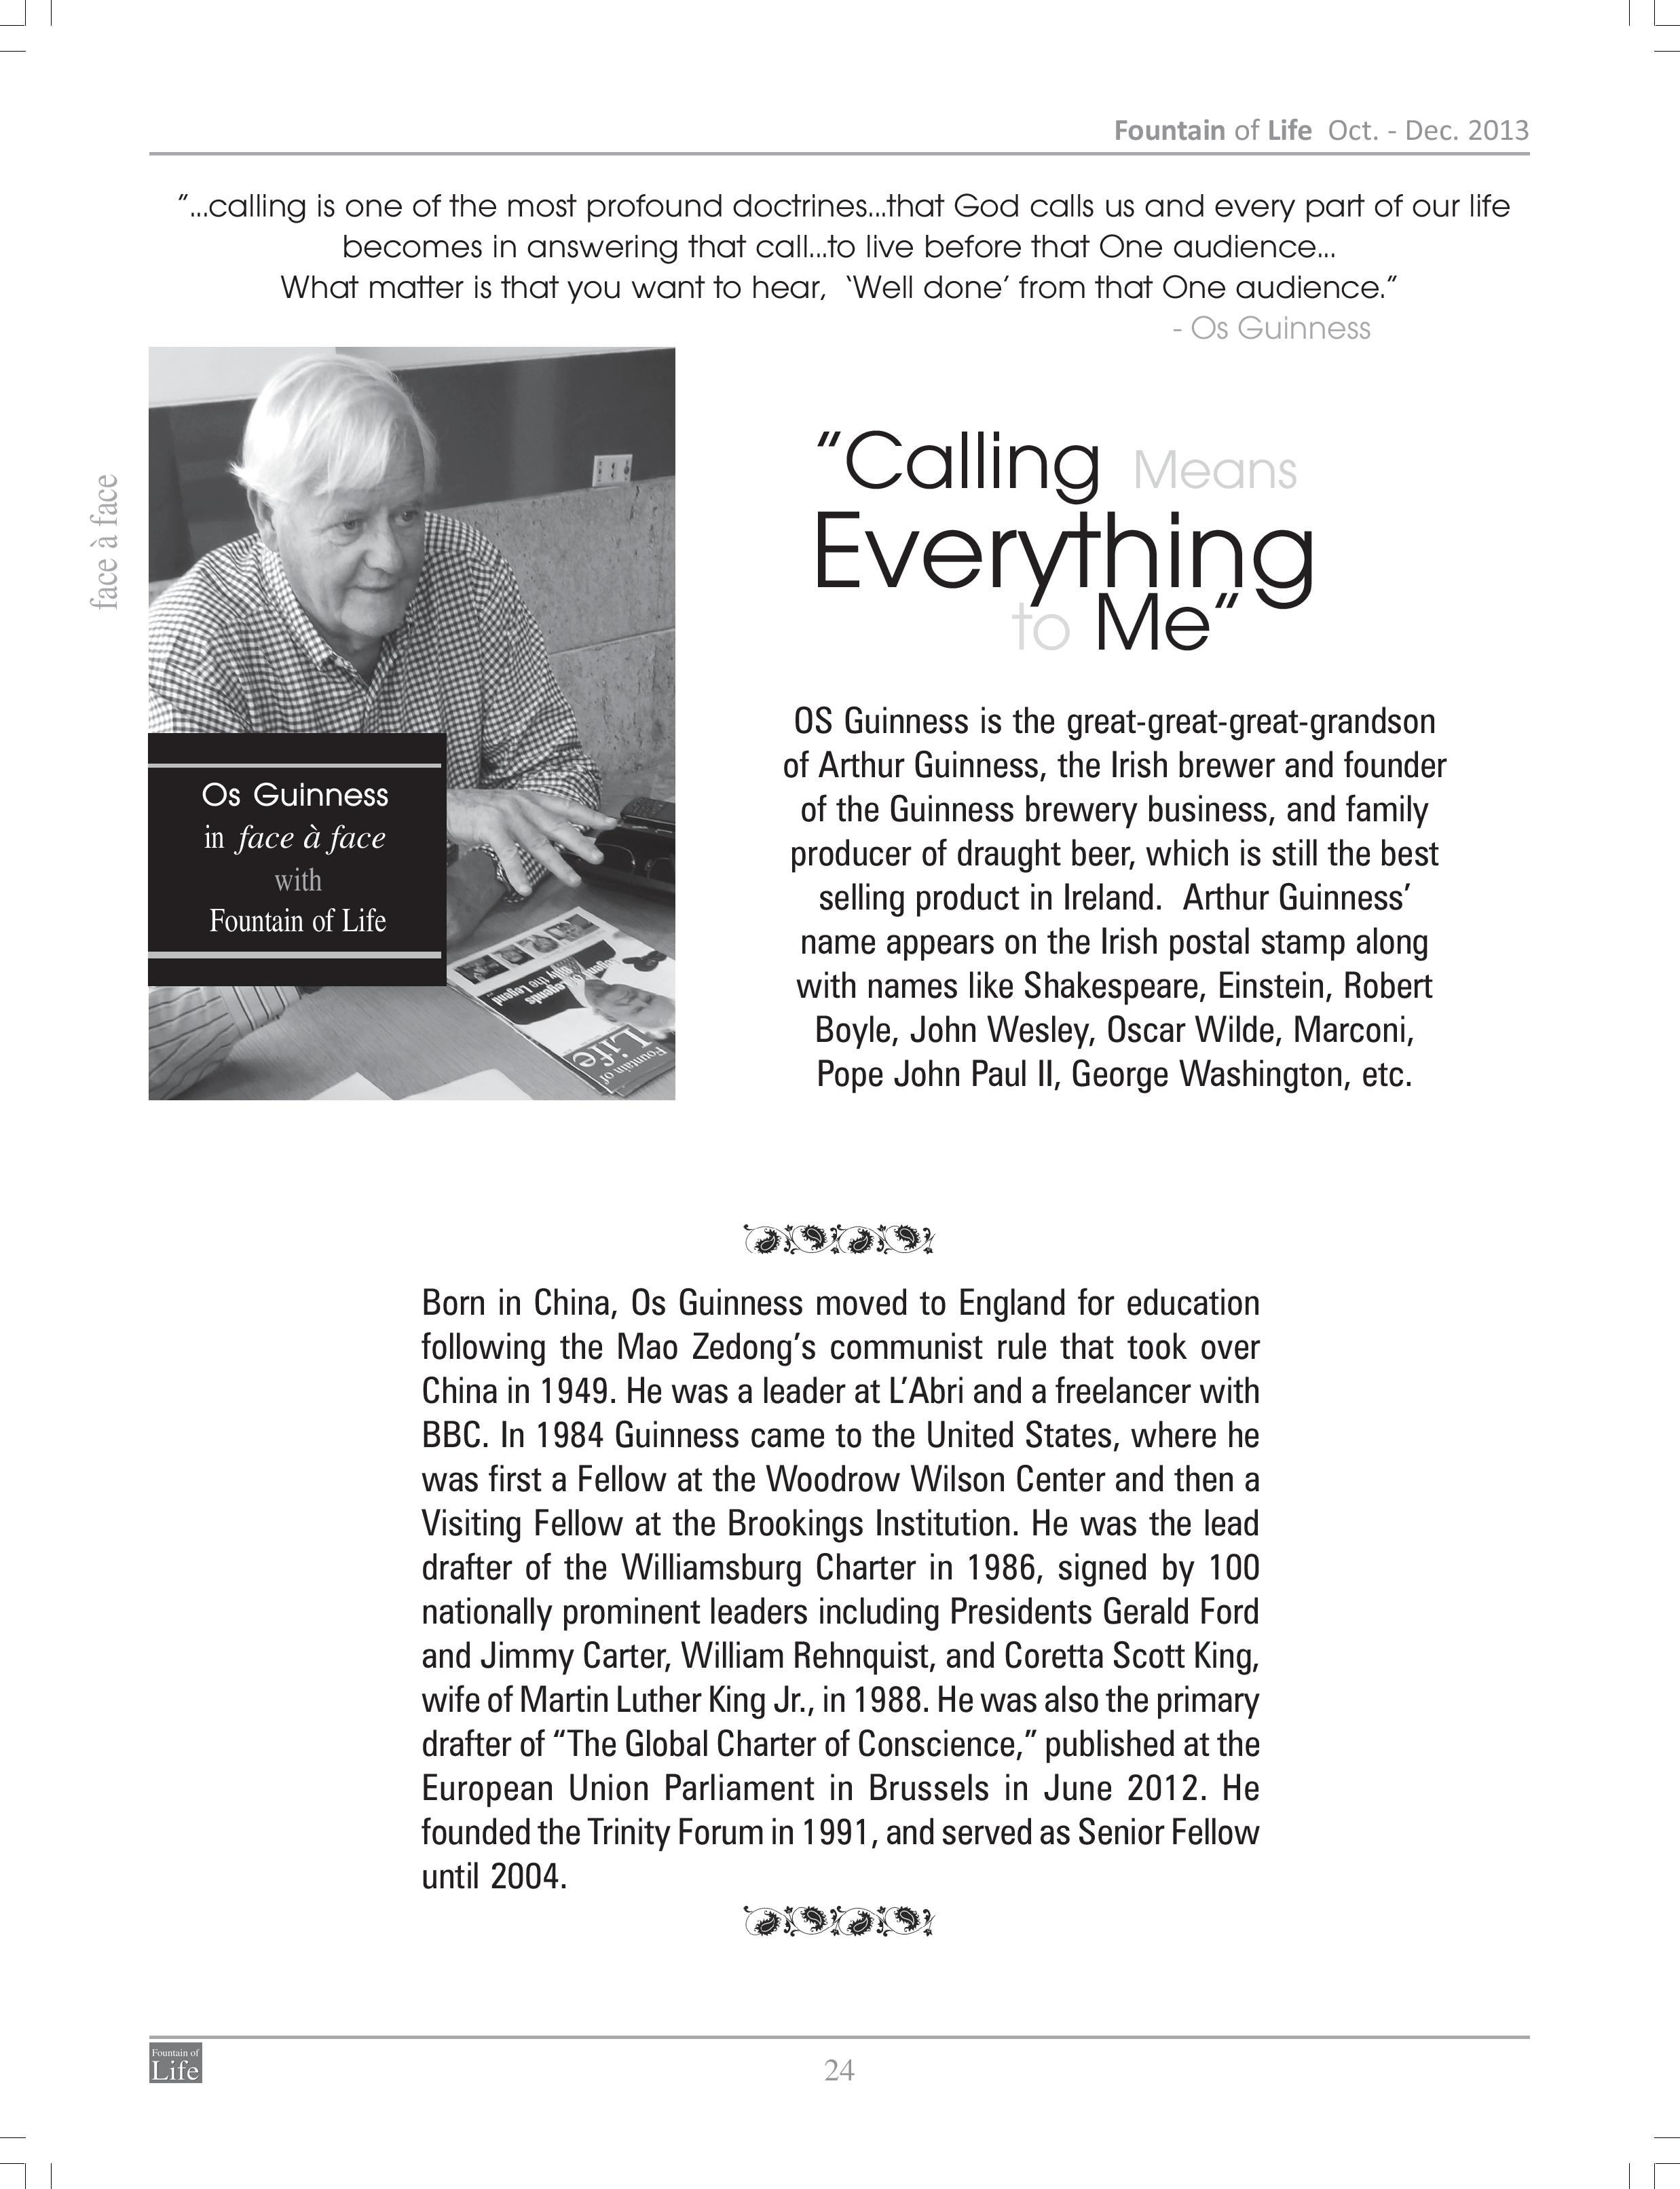 Fountain of Life Oct. - Dec. 2013
"...calling is one of the most profound doctrines...that God calls us and every part of our life
becomes in answering that call...to live before that One audience...
What matter is that you want to hear, ‘Well done’ from that One audience."
- Os Guinness
face à face
"Calling Means
Everything
to Me"
Os Guinness
in face à face
with
Fountain of Life
Legends
Billy the Legend
Fountain of
Life
OS Guinness is the great-great-great-grandson
of Arthur Guinness, the Irish brewer and founder
of the Guinness brewery business, and family
producer of draught beer, which is still the best
selling product in Ireland. Arthur Guinness’
name appears on the Irish postal stamp along
with names like Shakespeare, Einstein, Robert
Boyle, John Wesley, Oscar Wilde, Marconi,
Pope John Paul II, George Washington, etc.
Born in China, Os Guinness moved to England for education
following the Mao Zedong’s communist rule that took over
China in 1949. He was a leader at L’Abri and a freelancer with
BBC. In 1984 Guinness came to the United States, where he
was first a Fellow at the Woodrow Wilson Center and then a
Visiting Fellow at the Brookings Institution. He was the lead
drafter of the Williamsburg Charter in 1986, signed by 100
nationally prominent leaders including Presidents Gerald Ford
and Jimmy Carter, William Rehnquist, and Coretta Scott King,
wife of Martin Luther King Jr., in 1988. He was also the primary
drafter of “The Global Charter of Conscience,” published at the
European Union Parliament in Brussels in June 2012. He
founded the Trinity Forum in 1991, and served as Senior Fellow
until 2004.
Fountain of
Life
24